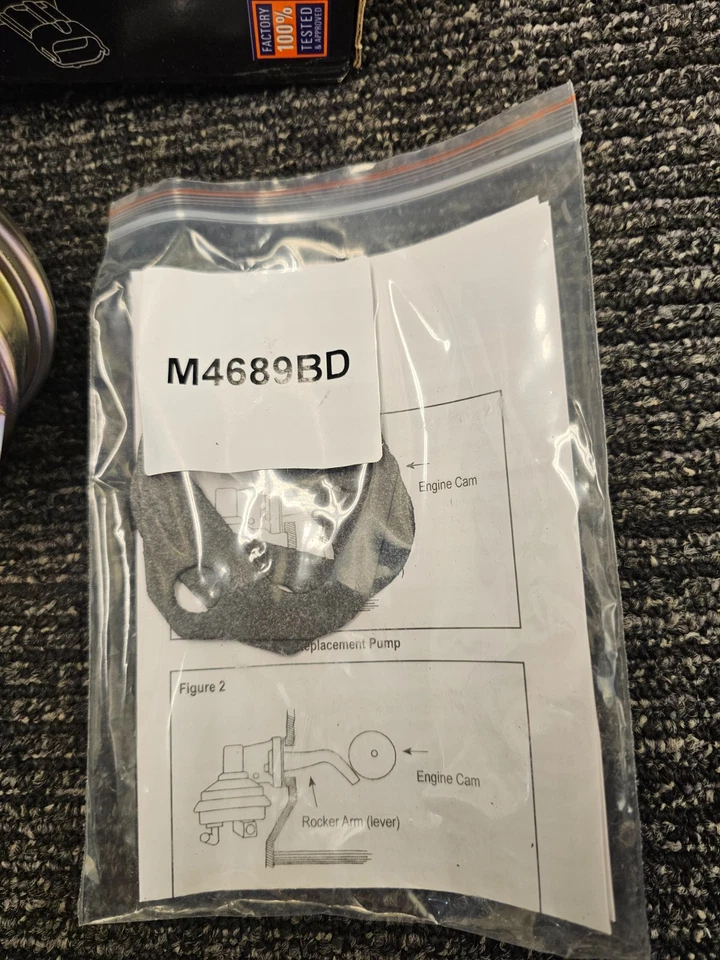 FACTORY
100%
TESTED
& APPROVED
M4689BD
Engine Cam
eplacement Pump
Figure 2
Engine Cam
Rocker Arm (lever)